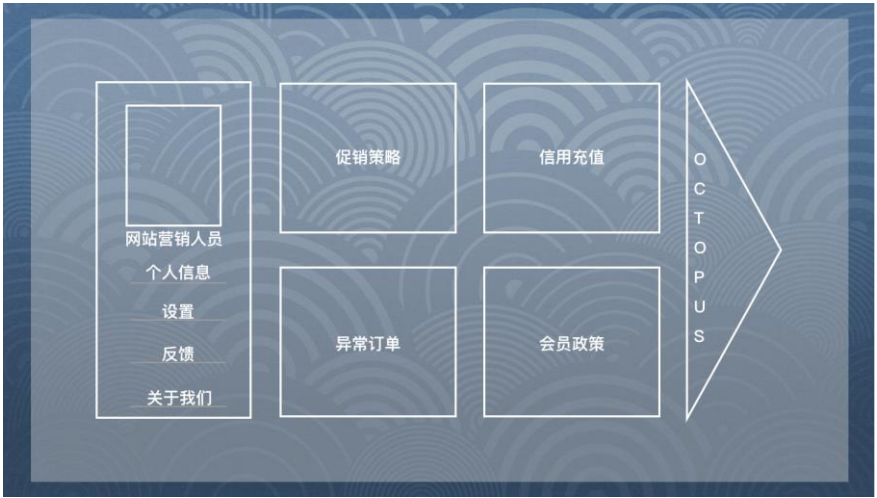 网站营销人员
个人信息
设置
反馈
关于我们
促销策略
信用充值
异常订单
会员政策
OCTOPUS